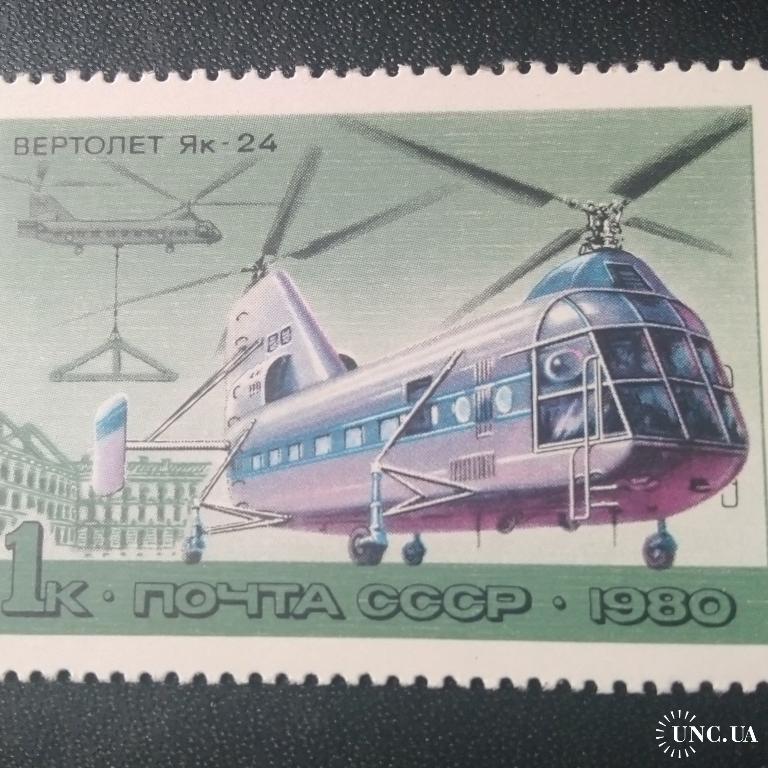 ВЕРТОЛЕТ Як-24
1к · ПОЧТА СССР · 1980
UNC.UA